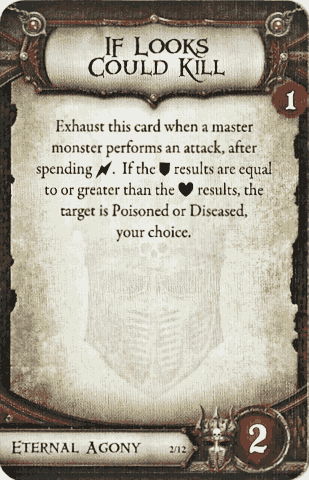 If Looks
Could Kill
1
Exhaust this card when a master
monster performs an attack, after
spending . If the results are equal
to or greater than the results, the
target is Poisoned or Diseased,
your choice.
Eternal Agony 2/12
2